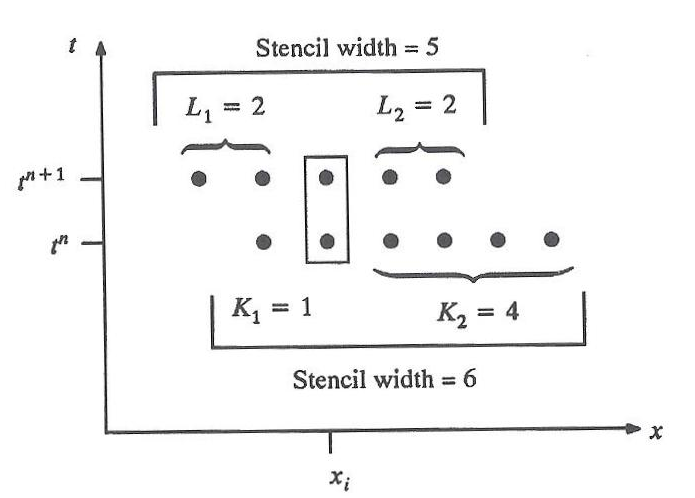 t
Stencil width = 5
L₁ = 2
L₂ = 2
tⁿ⁺¹
tⁿ
K₁ = 1
K₂ = 4
Stencil width = 6
x
xᵢ